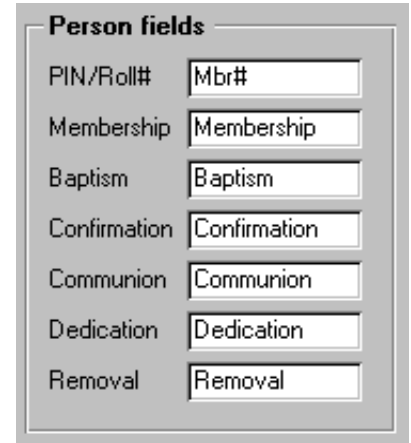 Person fields
PIN/Roll# Mbr#
Membership Membership
Baptism Baptism
Confirmation Confirmation
Communion Communion
Dedication Dedication
Removal Removal